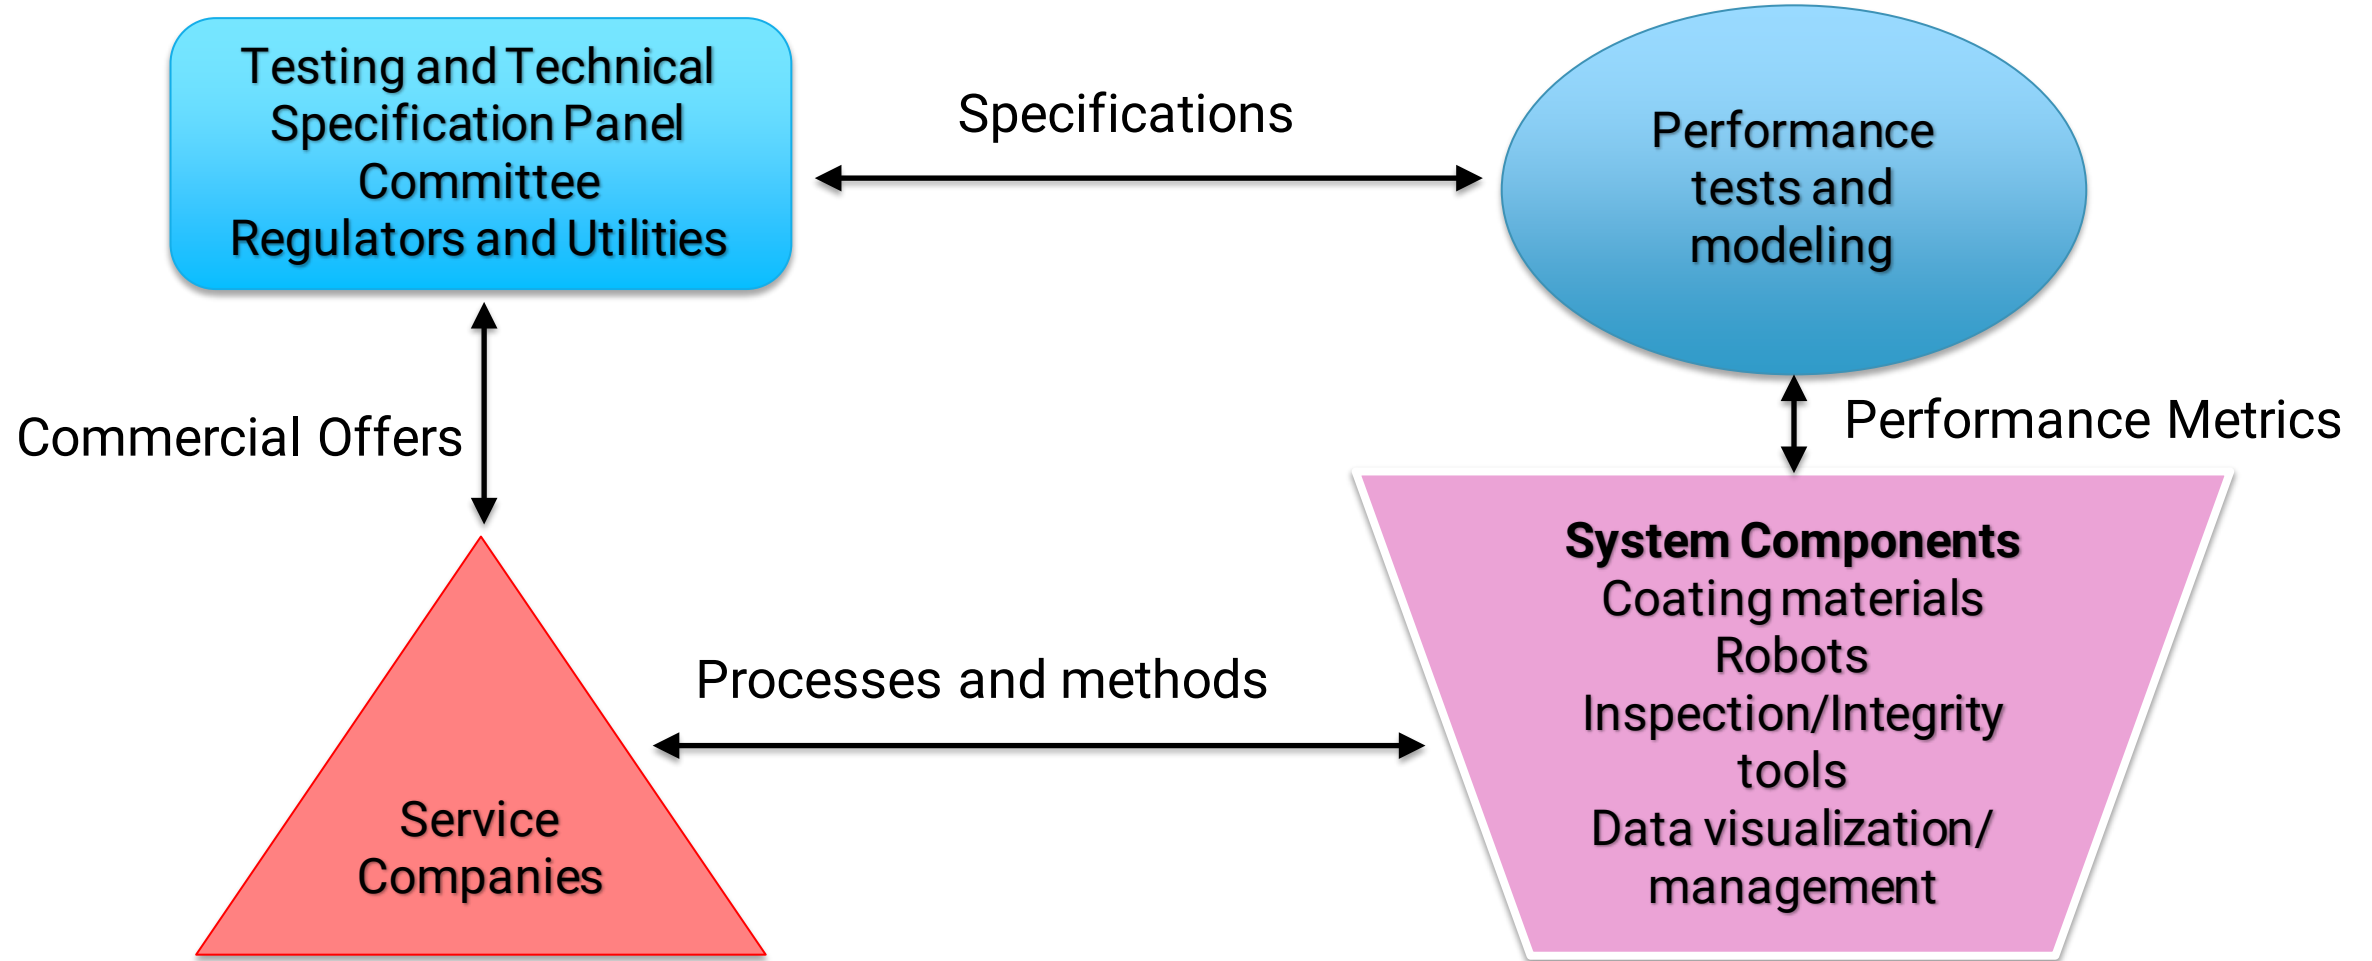 Testing and Technical
Specification Panel
Committee
Regulators and Utilities
Specifications
Performance
tests and
modeling
Commercial Offers
Performance Metrics
System Components
Coating materials
Robots
Inspection/Integrity
tools
Data visualization/
management
Processes and methods
Service
Companies